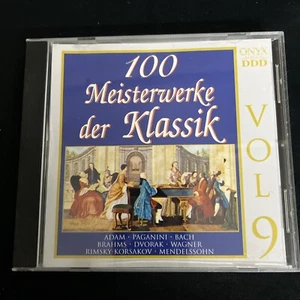 100
Meisterwerke
der Klassik
ONYX
DDD
VOL 9
ADAM · PAGANINI · BACH
BRAHMS · DVORAK · WAGNER
RIMSKY-KORSAKOV · MENDELSSOHN